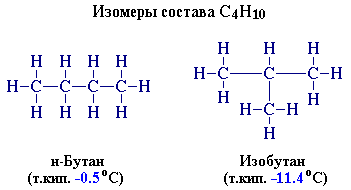 Изомеры состава C₄H₁₀
H H H H
H–C–C–C–C–H
H H H H
H H H
H–C–C–C–H
H H
H–C–H
H
н-Бутан
(т.кип. -0.5°C)
Изобутан
(т.кип. -11.4°C)